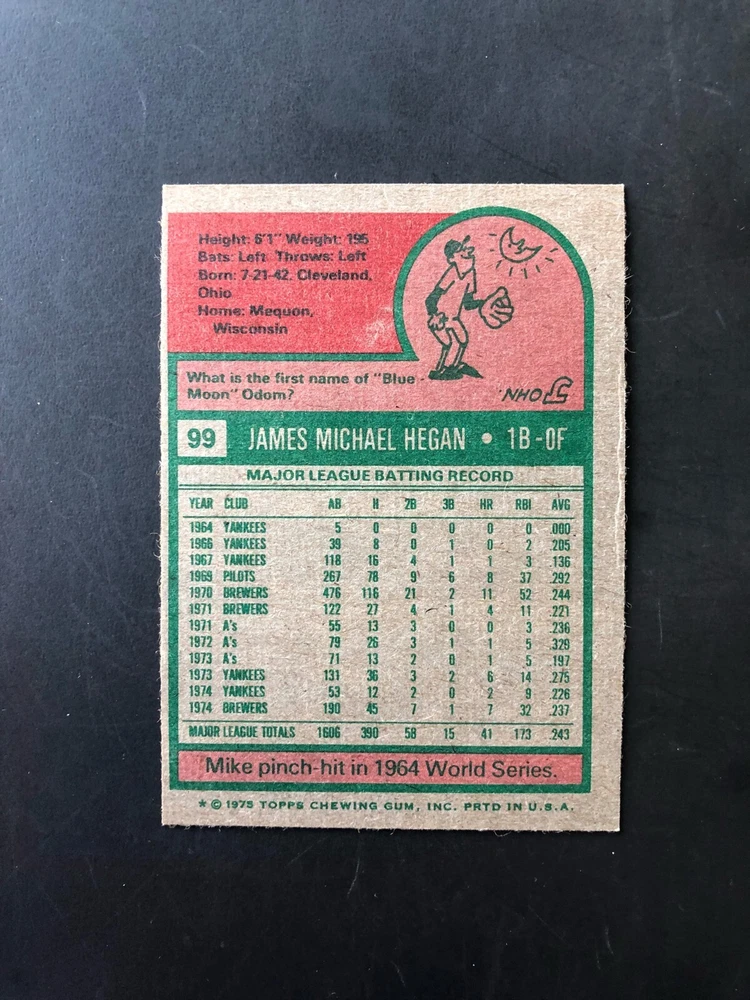 Height: 6'1" Weight: 195
Bats: Left Throws: Left
Born: 7-21-42, Cleveland,
Ohio
Home: Mequon,
Wisconsin
What is the first name of "Blue
Moon" Odom?
JOHN.
99 JAMES MICHAEL HEGAN • 1B-OF
MAJOR LEAGUE BATTING RECORD
YEAR CLUB AB H 2B 3B HR RBI AVG
1964 YANKEES 5 0 0 0 0 0 .000
1966 YANKEES 39 8 0 1 0 2 .205
1967 YANKEES 118 16 4 1 1 3 .136
1969 PILOTS 267 78 9 6 8 37 .292
1970 BREWERS 476 116 21 2 11 52 .244
1971 BREWERS 122 27 4 1 4 11 .221
1971 A's 55 13 3 0 0 3 .236
1972 A's 79 26 3 1 1 5 .329
1973 A's 71 13 2 0 1 5 .197
1973 YANKEES 131 36 3 2 6 14 .275
1974 YANKEES 53 12 2 0 2 9 .226
1974 BREWERS 190 45 7 1 7 32 .237
MAJOR LEAGUE TOTALS 1606 390 58 15 41 173 .243
Mike pinch-hit in 1964 World Series.
* © 1975 TOPPS CHEWING GUM, INC. PRTD IN U.S.A.